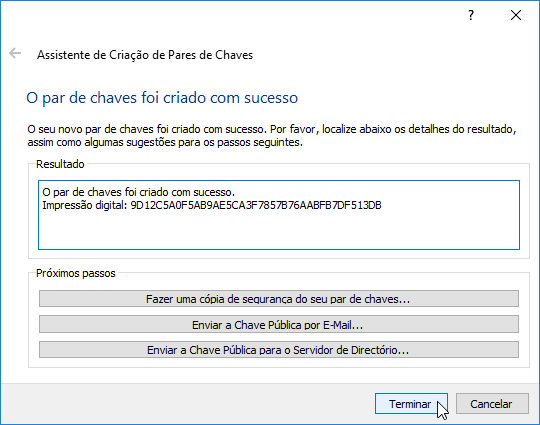 ?
Assistente de Criação de Pares de Chaves
O par de chaves foi criado com sucesso
O seu novo par de chaves foi criado com sucesso. Por favor, localize abaixo os detalhes do resultado,
assim como algumas sugestões para os passos seguintes.
Resultado
O par de chaves foi criado com sucesso.
Impressão digital: 9D12C5A0F5AB9AE5CA3F7857B76AABFB7DF513DB
Próximos passos
Fazer uma cópia de segurança do seu par de chaves...
Enviar a Chave Pública por E-Mail...
Enviar a Chave Pública para o Servidor de Directório...
Terminar
Cancelar